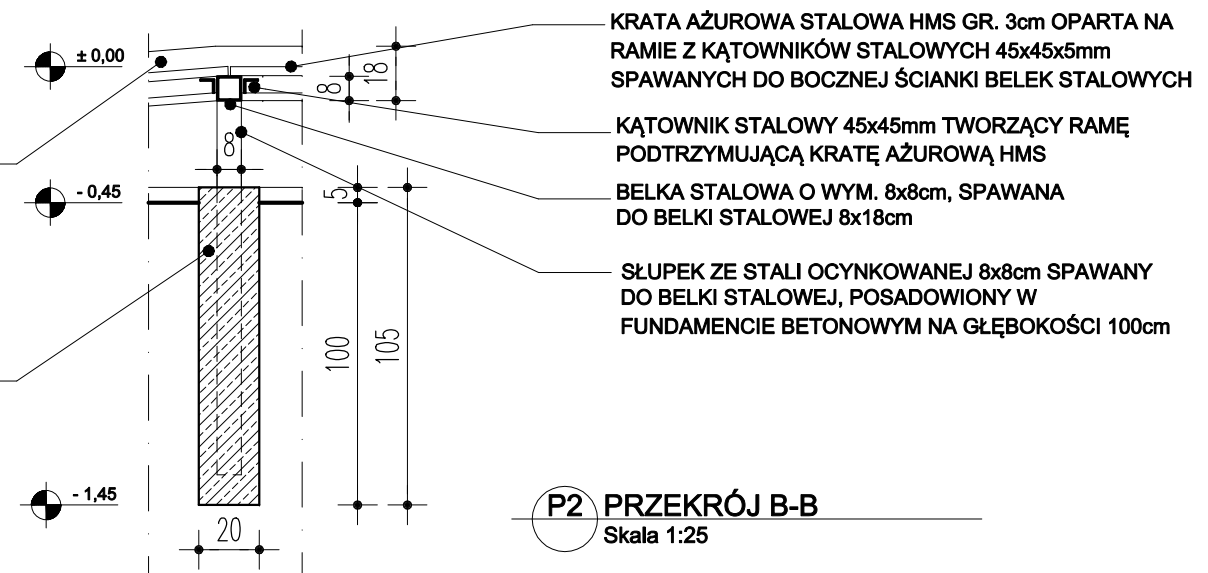 KRATA AŻUROWA STALOWA HMS GR. 3cm OPARTA NA
RAMIE Z KĄTOWNIKÓW STALOWYCH 45x45x5mm
SPAWANYCH DO BOCZNEJ ŚCIANKI BELEK STALOWYCH
KĄTOWNIK STALOWY 45x45mm TWORZĄCY RAMĘ
PODTRZYMUJĄCĄ KRATĘ AŻUROWĄ HMS
BELKA STALOWA O WYM. 8x8cm, SPAWANA
DO BELKI STALOWEJ 8x18cm
SŁUPEK ZE STALI OCYNKOWANEJ 8x8cm SPAWANY
DO BELKI STALOWEJ, POSADOWIONY W
FUNDAMENCIE BETONOWYM NA GŁĘBOKOŚCI 100cm
± 0,00
8
18
8
- 0,45
5
100
105
- 1,45
20
P2 PRZEKRÓJ B-B
Skala 1:25